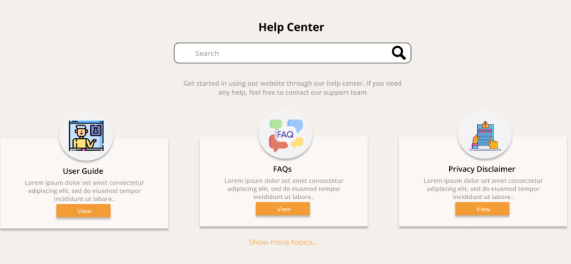 Help Center
Search
Get started in using our website through our help center. If you need
any help, feel free to contact our support team
FAQ
User Guide
Lorem ipsum dolor set amet consectetur
adipiscing elit, sed do eiusmod tempor
incididunt ut labore..
View
FAQs
Lorem ipsum dolor set amet consectetur
adipiscing elit, sed do eiusmod tempor
incididunt ut labore..
View
Privacy Disclaimer
Lorem ipsum dolor set amet consectetur
adipiscing elit, sed do eiusmod tempor
incididunt ut labore..
View
Show more topics...